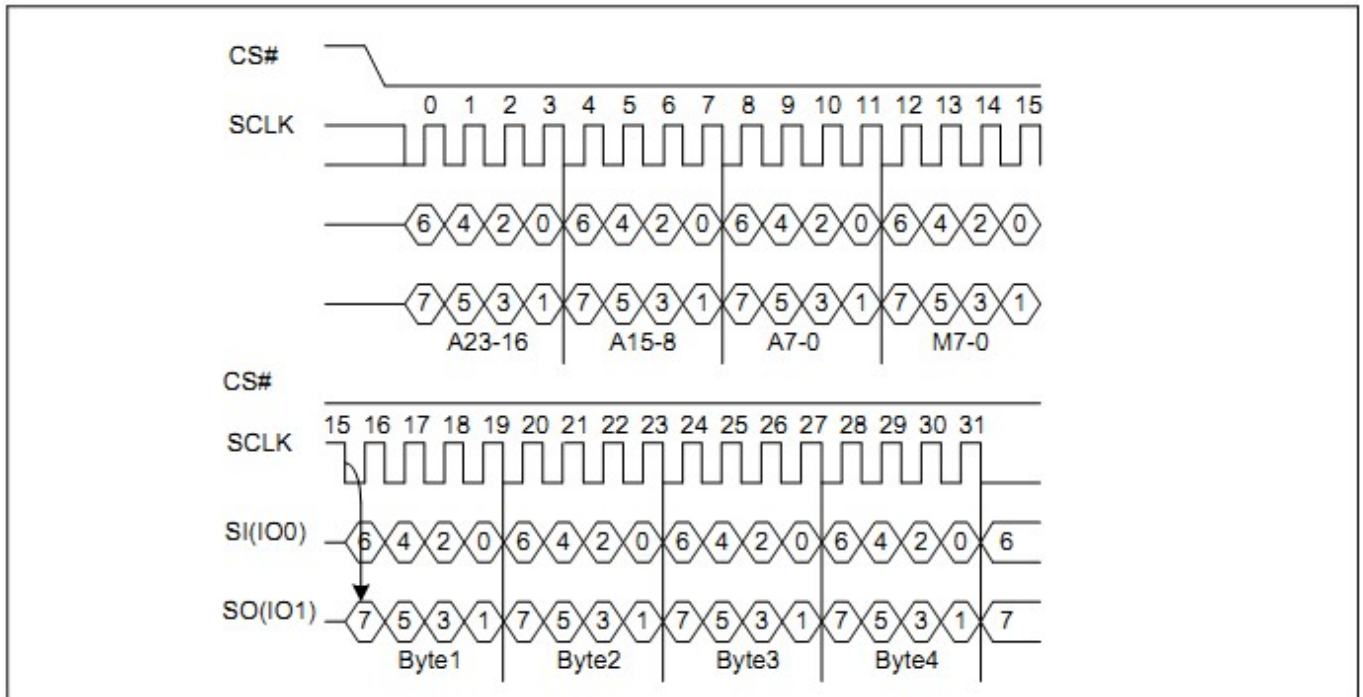 CS#
0 1 2 3 4 5 6 7 8 9 10 11 12 13 14 15
SCLK
6 4 2 0 6 4 2 0 6 4 2 0 6 4 2 0
7 5 3 1 7 5 3 1 7 5 3 1 7 5 3 1
A23-16 A15-8 A7-0 M7-0
CS#
15 16 17 18 19 20 21 22 23 24 25 26 27 28 29 30 31
SCLK
SI(IO0) 6 4 2 0 6 4 2 0 6 4 2 0 6 4 2 0 6
SO(IO1) 7 5 3 1 7 5 3 1 7 5 3 1 7 5 3 1 7
Byte1 Byte2 Byte3 Byte4